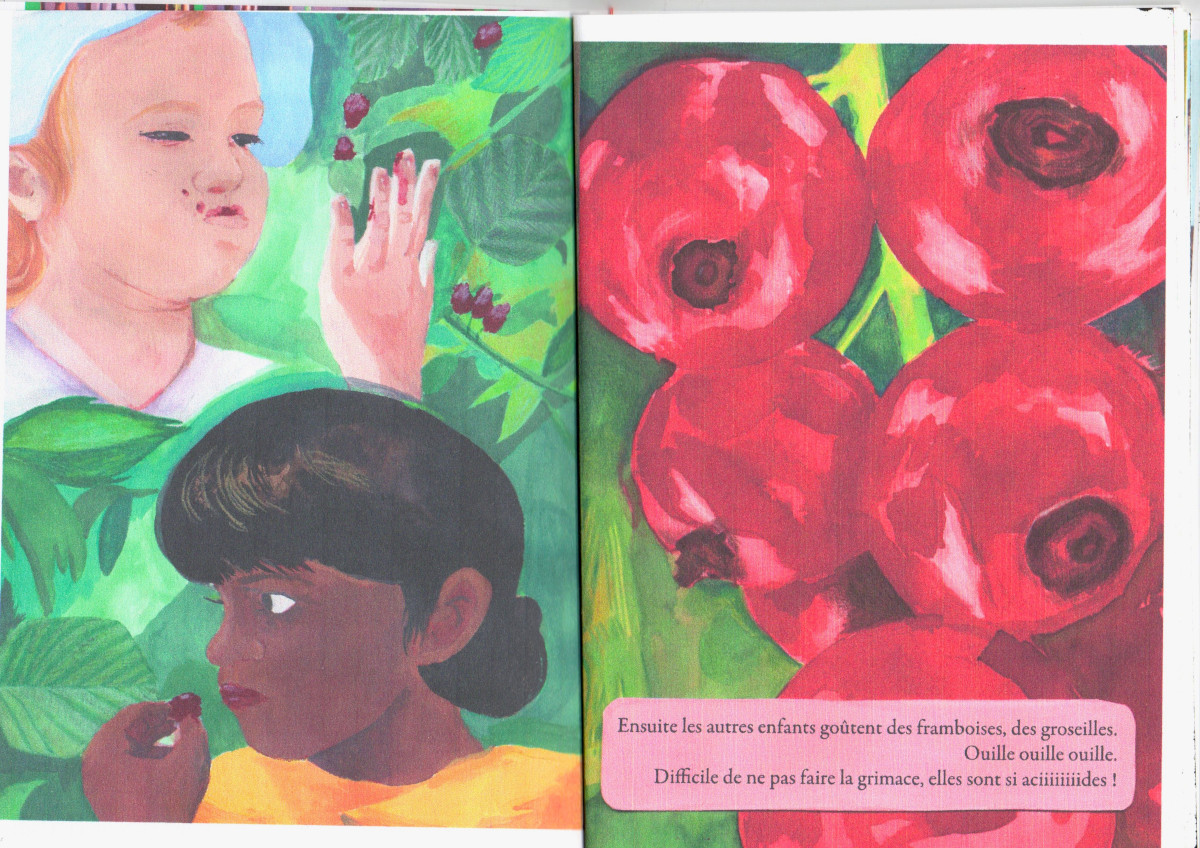 Ensuite les autres enfants goûtent des framboises, des groseilles.
Ouille ouille ouille.
Difficile de ne pas faire la grimace, elles sont si aciiiiiiiides !